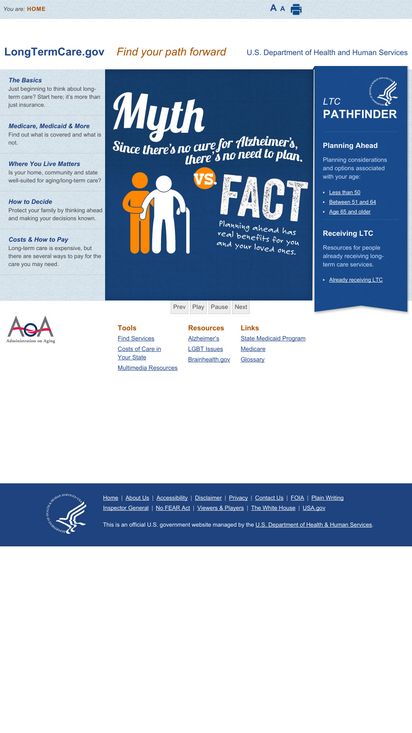 You are: HOME
A A
LongTermCare.gov
Find your path forward
U.S. Department of Health and Human Services
The Basics
Just beginning to think about long-
term care? Start here; it's more than
just insurance.
Medicare, Medicaid & More
Find out what is covered and what is
not.
Where You Live Matters
Is your home, community and state
well-suited for aging/long-term care?
How to Decide
Protect your family by thinking ahead
and making your decisions known.
Costs & How to Pay
Long-term care is expensive, but
there are several ways to pay for the
care you may need.
Myth
Since there's no cure for Alzheimer's,
there's no need to plan.
VS.
FACT
Planning ahead has
real benefits for you
and your loved ones.
LTC
PATHFINDER
Planning Ahead
Planning considerations
and options associated
with your age:
Less than 50
Between 51 and 64
Age 65 and older
Receiving LTC
Resources for people
already receiving long-
term care services.
Already receiving LTC
Prev Play Pause Next
AoA
Administration on Aging
Tools
Find Services
Costs of Care in
Your State
Multimedia Resources
Resources
Alzheimer's
LGBT Issues
Brainhealth.gov
Links
State Medicaid Program
Medicare
Glossary
Home | About Us | Accessibility | Disclaimer | Privacy | Contact Us | FOIA | Plain Writing
Inspector General | No FEAR Act | Viewers & Players | The White House | USA.gov
This is an official U.S. government website managed by the U.S. Department of Health & Human Services.